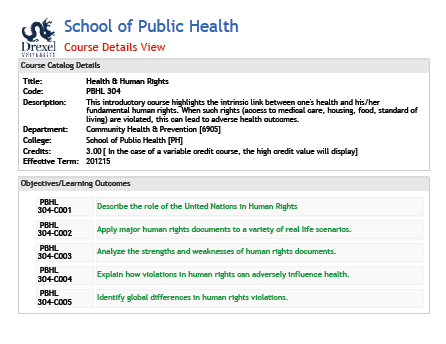 School of Public Health
Drexel
UNIVERSITY
Course Details View
Course Catalog Details
Title: Health & Human Rights
Code: PBHL 304
Description: This introductory course highlights the intrinsic link between one's health and his/her
fundamental human rights. When such rights (access to medical care, housing, food, standard of
living) are violated, this can lead to adverse health outcomes.
Department: Community Health & Prevention [6905]
College: School of Public Health [PH]
Credits: 3.00 [ In the case of a variable credit course, the high credit value will display]
Effective Term: 201215
Objectives/Learning Outcomes
PBHL
304-C001 Describe the role of the United Nations in Human Rights
PBHL
304-C002 Apply major human rights documents to a variety of real life scenarios.
PBHL
304-C003 Analyze the strengths and weaknesses of human rights documents.
PBHL
304-C004 Explain how violations in human rights can adversely influence health.
PBHL
304-C005 Identify global differences in human rights violations.